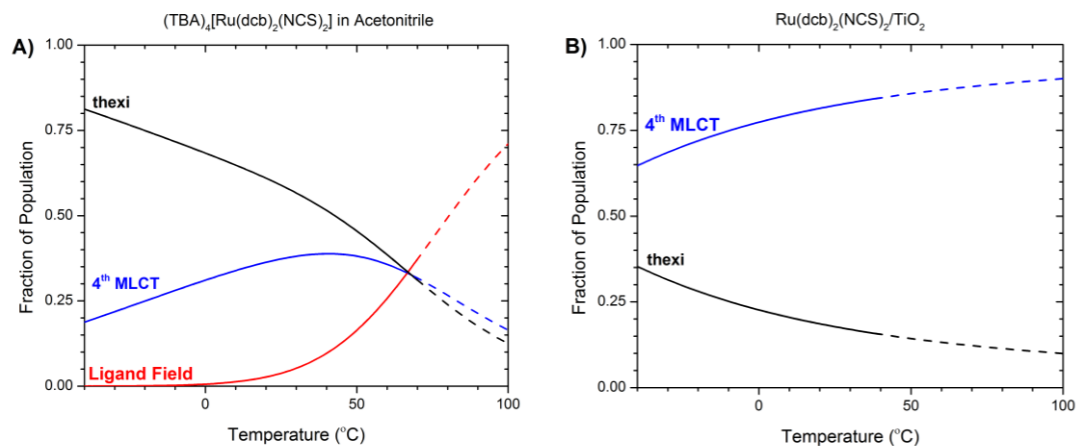 (TBA)₄[Ru(dcb)₂(NCS)₂] in Acetonitrile
A)
1.00
0.75
0.50
0.25
0.00
Fraction of Population
thexi
4ᵗʰ MLCT
Ligand Field
0
50
100
Temperature (°C)
Ru(dcb)₂(NCS)₂/TiO₂
B)
1.00
0.75
0.50
0.25
0.00
Fraction of Population
4ᵗʰ MLCT
thexi
0
50
100
Temperature (°C)